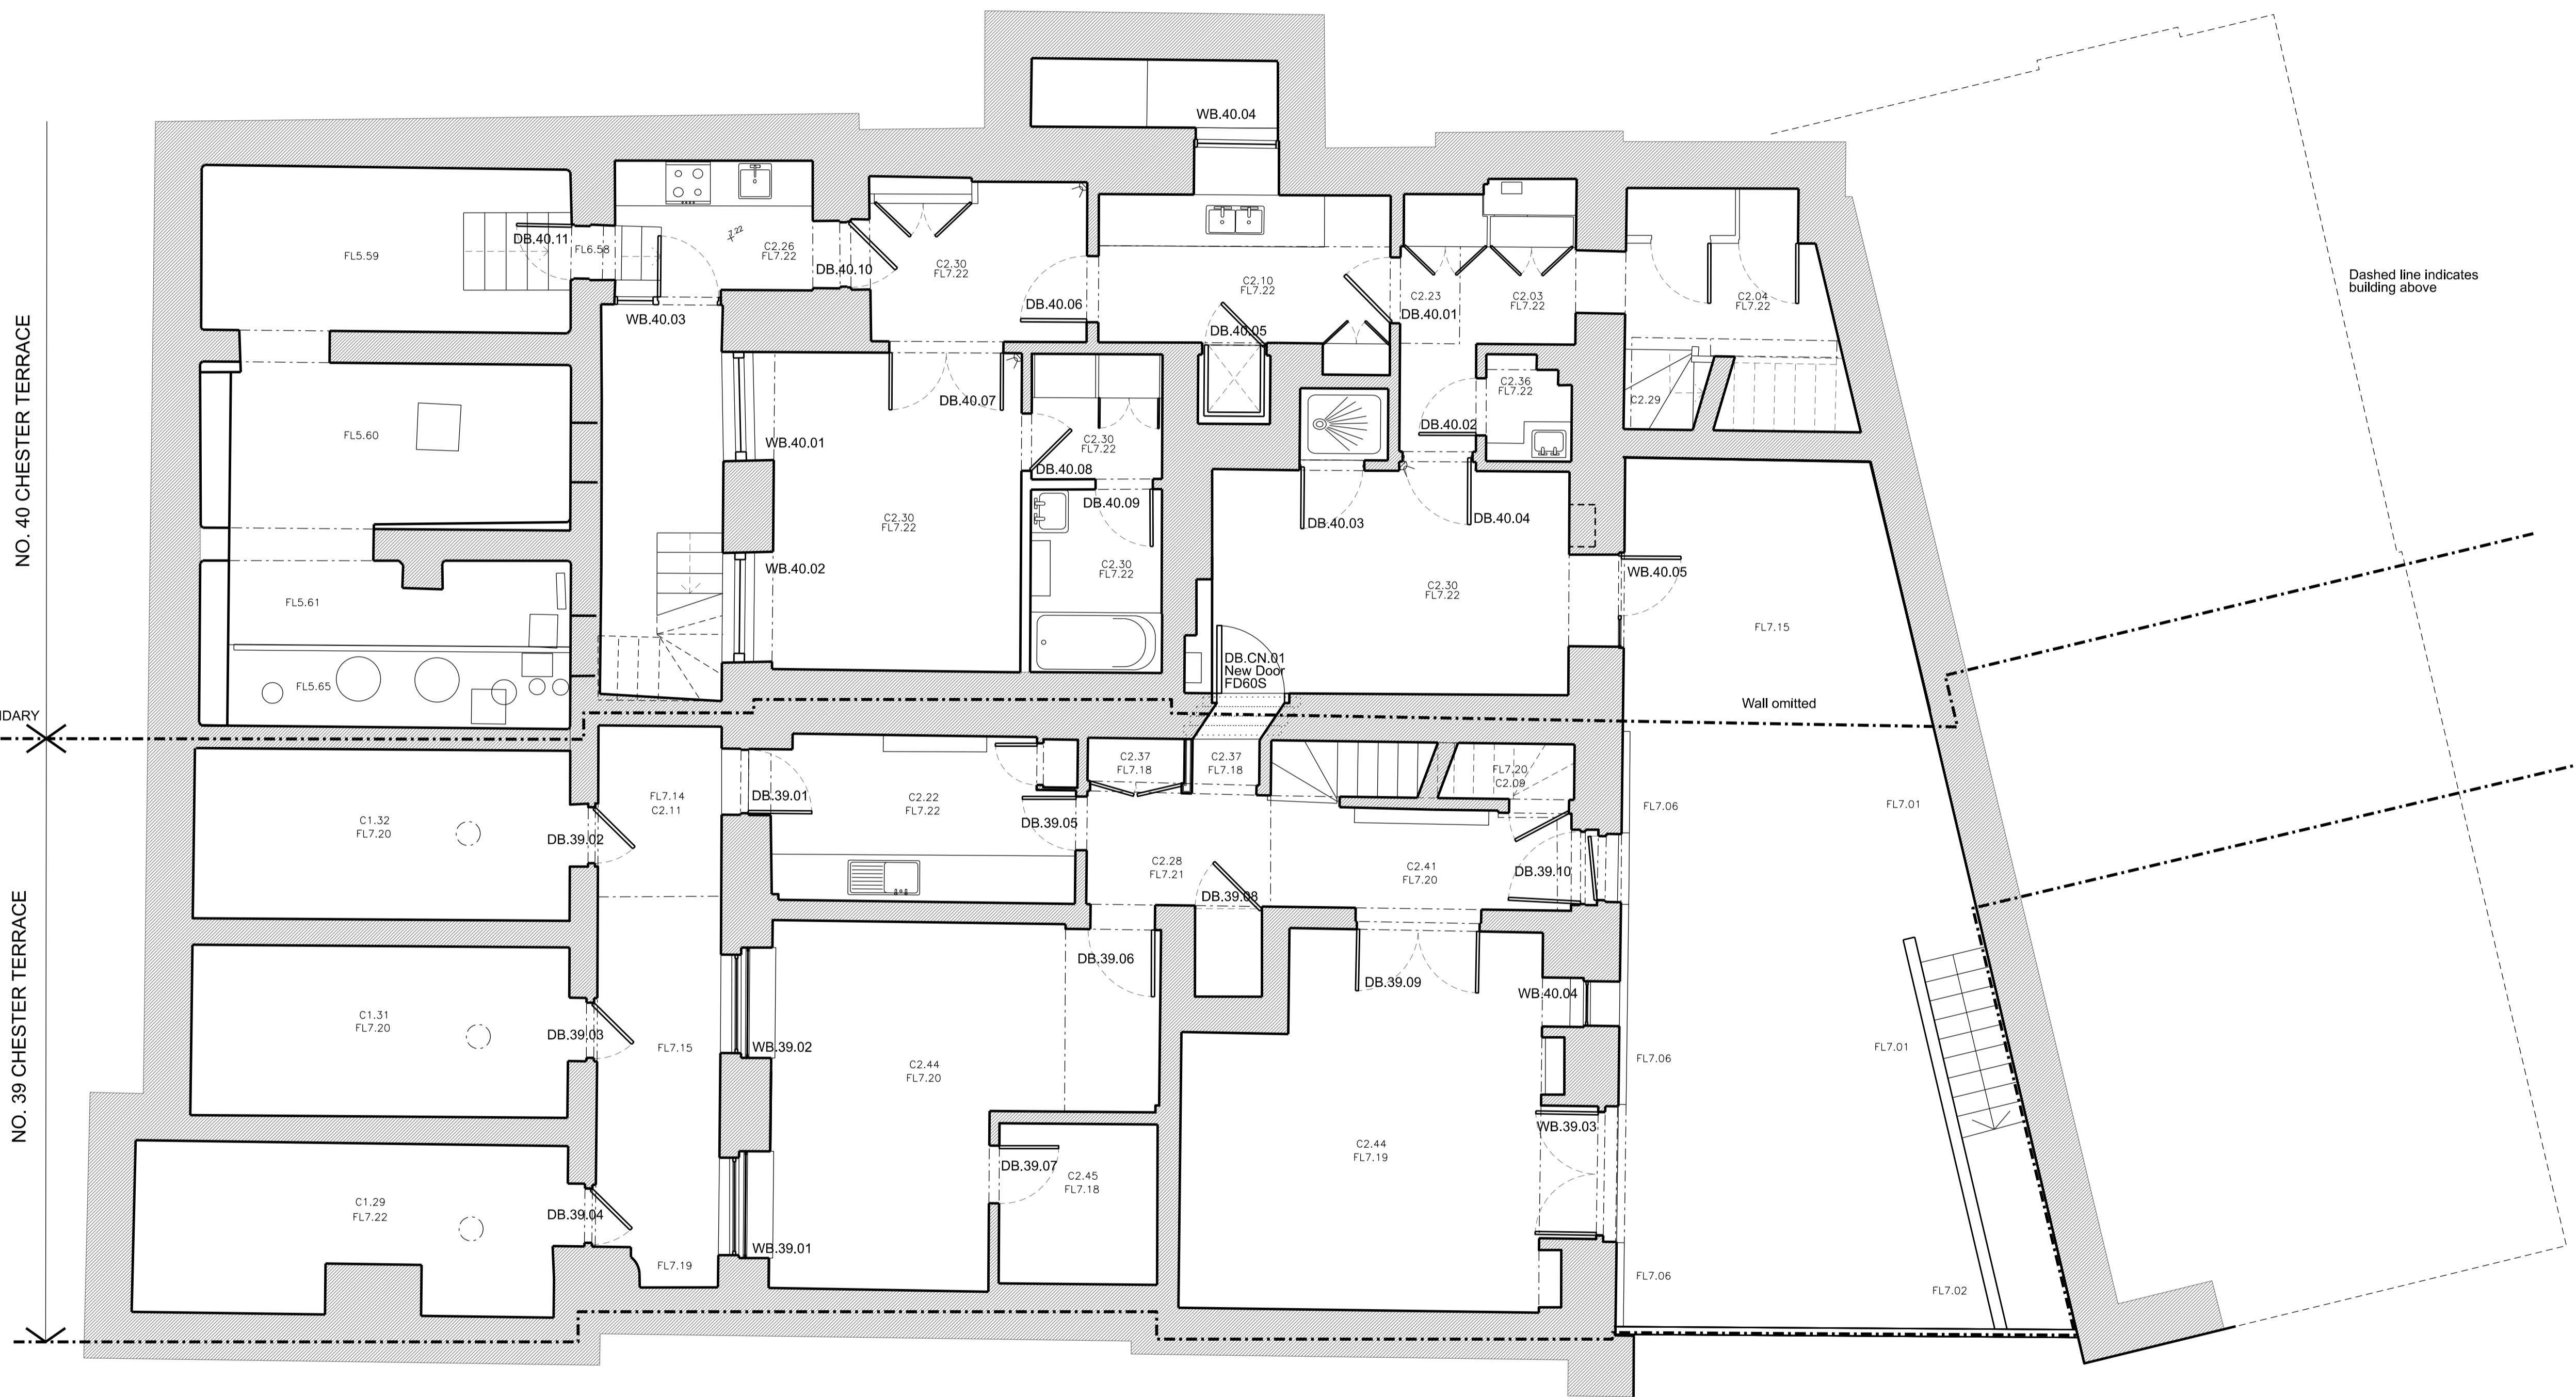 WB.40.04
FL5.59
DB.40.11
FL6.58
7.22
C2.26
FL7.22
DB.40.10
C2.30
FL7.22
DB.40.06
C2.10
FL7.22
DB.40.05
C2.23
DB.40.01
C2.03
FL7.22
C2.04
FL7.22
Dashed line indicates
building above
NO. 40 CHESTER TERRACE
WB.40.03
FL5.60
WB.40.01
DB.40.07
C2.30
FL7.22
DB.40.08
DB.40.09
DB.40.02
C2.36
FL7.22
C2.29
DB.40.03
DB.40.04
C2.30
FL7.22
WB.40.02
C2.30
FL7.22
C2.30
FL7.22
WB.40.05
FL5.61
FL7.15
FL5.65
DB.CN.01
New Door
FD60S
Wall omitted
NDARY
NO. 39 CHESTER TERRACE
C1.32
FL7.20
DB.39.02
FL7.14
C2.11
DB.39.01
C2.22
FL7.22
DB.39.05
C2.37
FL7.18
C2.37
FL7.18
FL7.20
C2.09
FL7.06
FL7.01
C2.28
FL7.21
DB.39.08
C2.41
FL7.20
DB.39.10
DB.39.06
DB.39.09
WB.40.04
C1.31
FL7.20
DB.39.03
FL7.15
WB.39.02
C2.44
FL7.20
FL7.06
FL7.01
WB.39.03
C2.44
FL7.19
DB.39.07
C2.45
FL7.18
C1.29
FL7.22
DB.39.04
WB.39.01
FL7.19
FL7.06
FL7.02